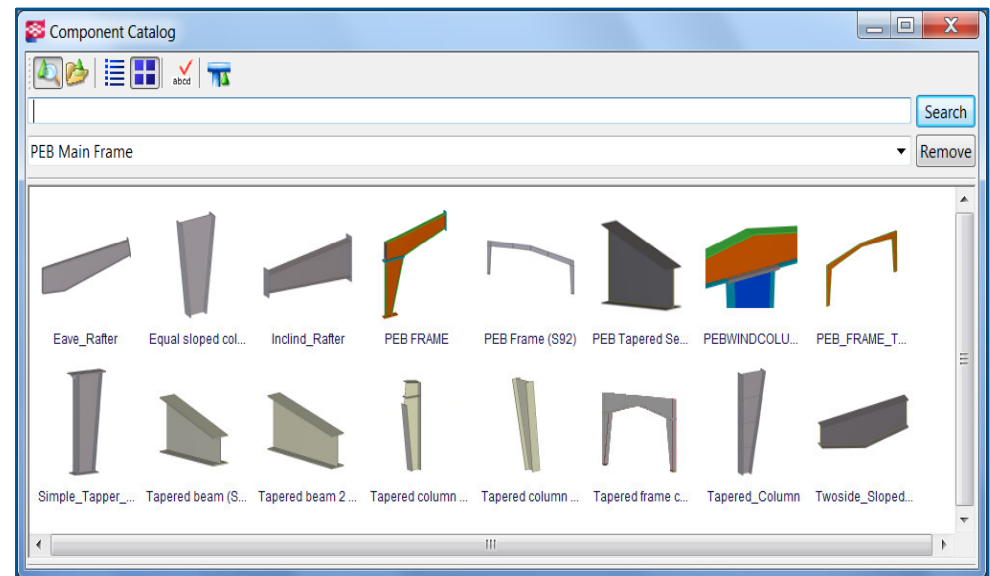 Component Catalog
abcd
Search
PEB Main Frame
Remove
Eave_Rafter
Equal sloped col...
Inclind_Rafter
PEB FRAME
PEB Frame (S92)
PEB Tapered Se...
PEBWINDCOLU...
PEB_FRAME_T...
Simple_Tapper_...
Tapered beam (S...
Tapered beam 2 ...
Tapered column ...
Tapered column ...
Tapered frame c...
Tapered_Column
Twoside_Sloped...